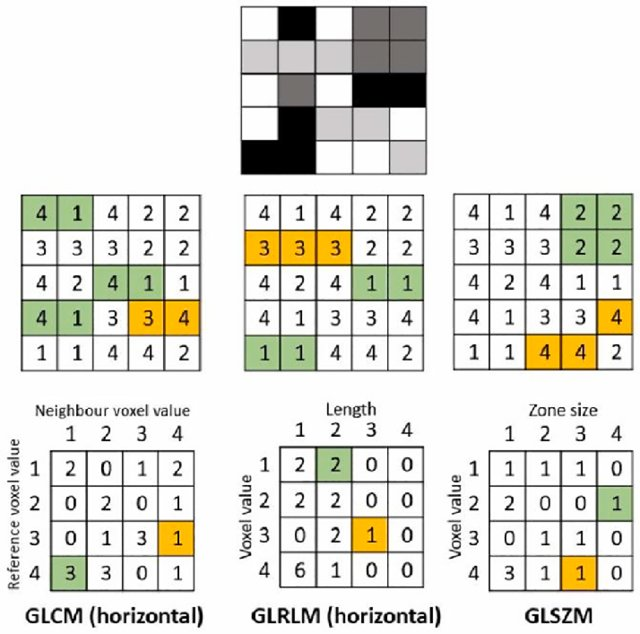 4 1 4 2 2
3 3 3 2 2
4 2 4 1 1
4 1 3 3 4
1 1 4 4 2
4 1 4 2 2
3 3 3 2 2
4 2 4 1 1
4 1 3 3 4
1 1 4 4 2
4 1 4 2 2
3 3 3 2 2
4 2 4 1 1
4 1 3 3 4
1 1 4 4 2
Neighbour voxel value
1 2 3 4
Reference voxel value
1 2 0 1 2
2 0 2 0 1
3 0 1 3 1
4 3 3 0 1
GLCM (horizontal)
Length
1 2 3 4
Voxel value
1 2 2 0 0
2 2 2 0 0
3 0 2 1 0
4 6 1 0 0
GLRLM (horizontal)
Zone size
1 2 3 4
Voxel value
1 1 1 1 0
2 2 0 0 1
3 0 1 1 0
4 3 1 1 0
GLSZM